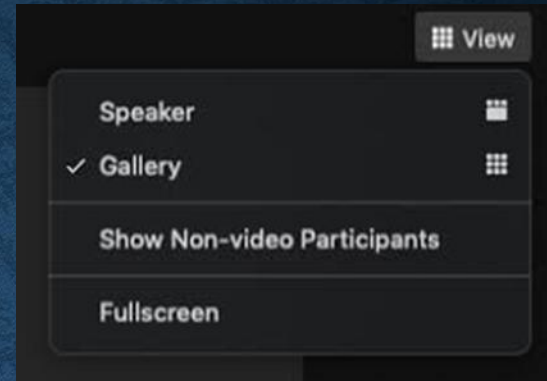 View
Speaker
Gallery
Show Non-video Participants
Fullscreen